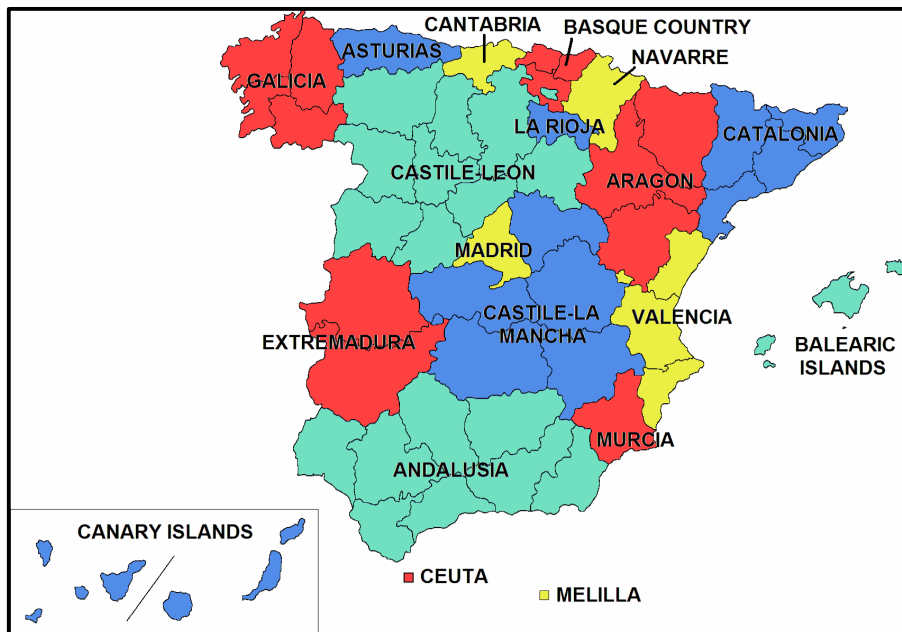 CANTABRIA
BASQUE COUNTRY
ASTURIAS
NAVARRE
GALICIA
LA RIOJA
CATALONIA
CASTILE-LEON
ARAGON
MADRID
CASTILE-LA
MANCHA
VALENCIA
EXTREMADURA
BALEARIC
ISLANDS
MURCIA
ANDALUSIA
CANARY ISLANDS
CEUTA
MELILLA